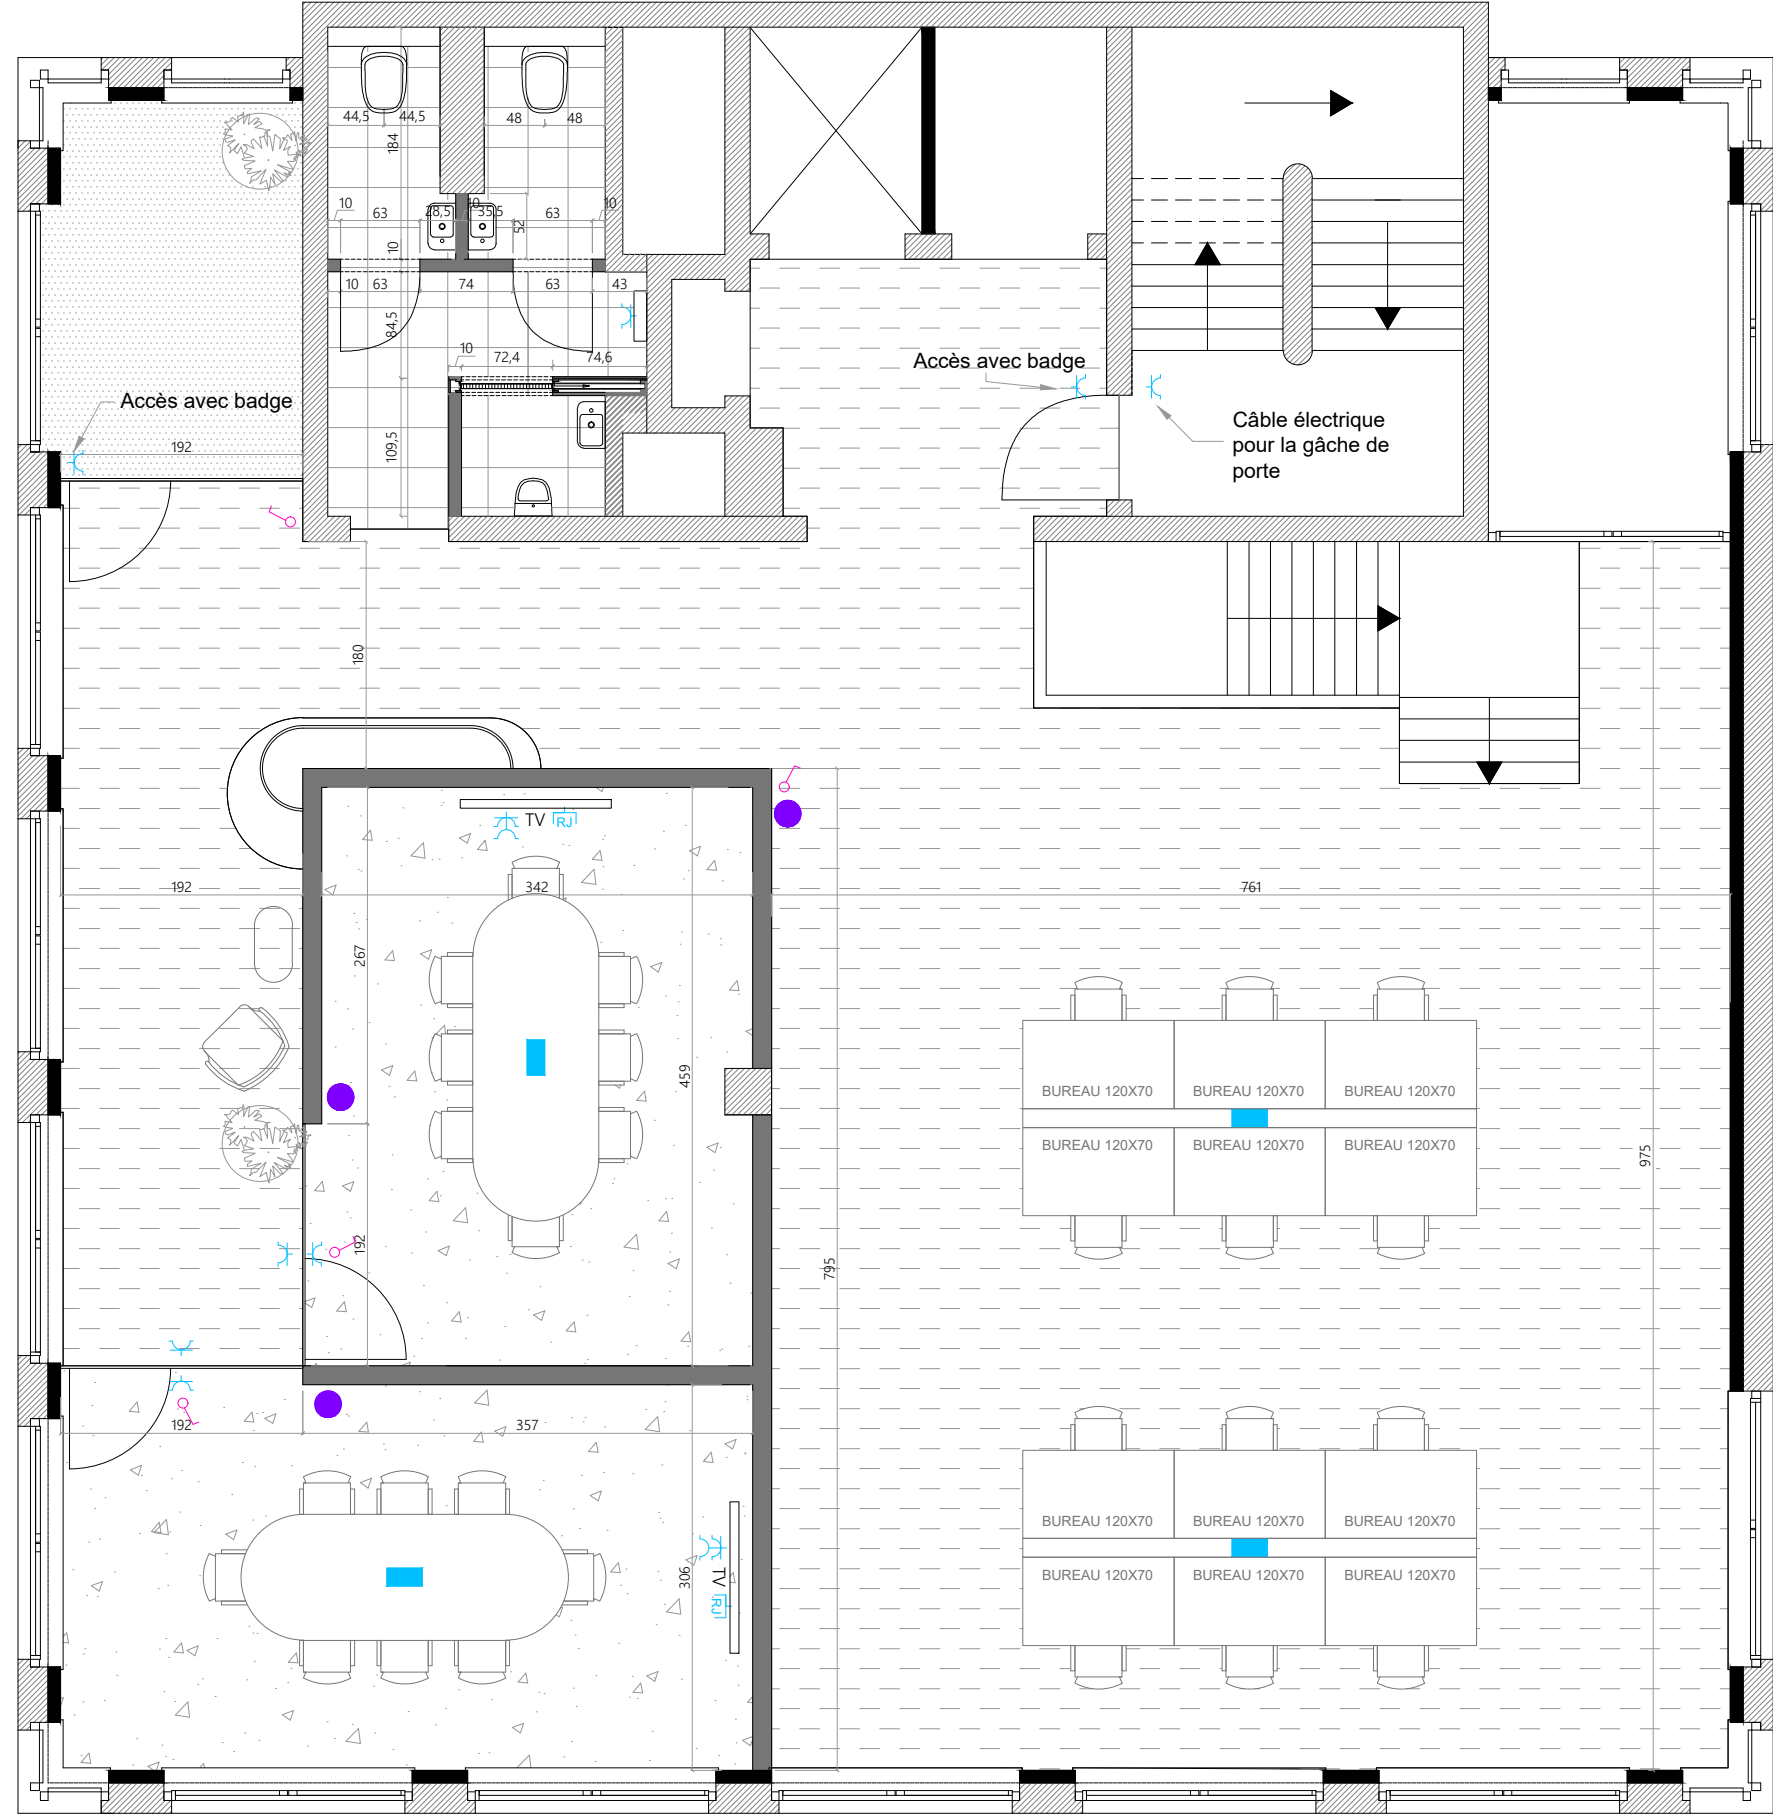 44,5
44,5
48
48
184
10
63
28,5
10
35,5
63
10
52
10
10
63
74
63
43
84,5
10
72,4
74,6
Accès avec badge
Accès avec badge
192
109,5
Câble électrique
pour la gâche de
porte
180
TV
RJ
192
342
761
267
459
BUREAU 120X70
BUREAU 120X70
BUREAU 120X70
BUREAU 120X70
BUREAU 120X70
BUREAU 120X70
975
192
795
192
357
BUREAU 120X70
BUREAU 120X70
BUREAU 120X70
306
TV
RJ
BUREAU 120X70
BUREAU 120X70
BUREAU 120X70